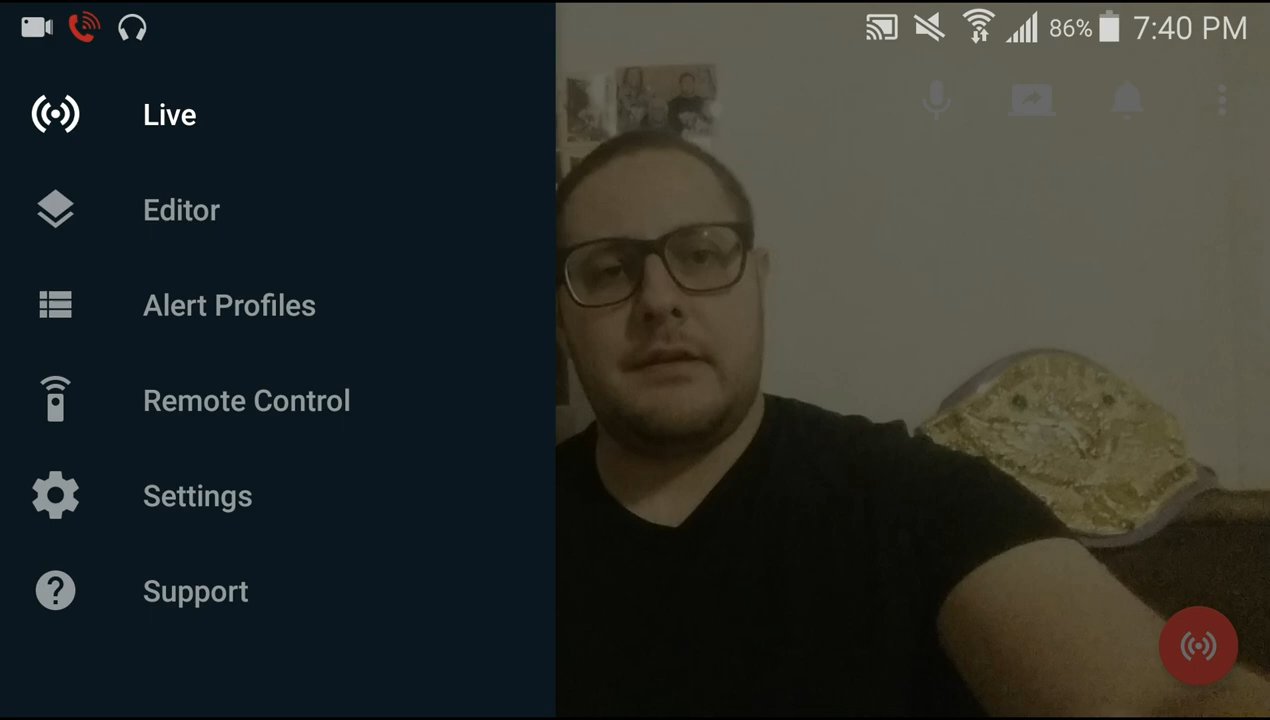 86% 7:40 PM
Live
Editor
Alert Profiles
Remote Control
Settings
Support